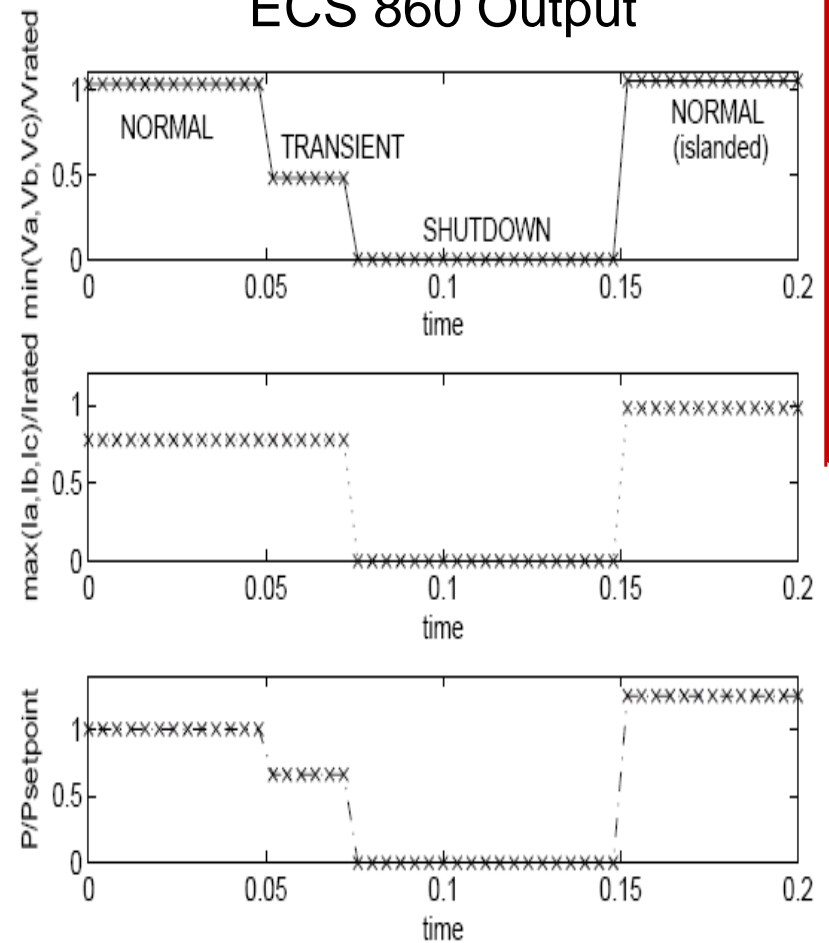 ECS 860 Output
min(Va,Vb,Vc)/Vrated
1
0.5
0
NORMAL
TRANSIENT
SHUTDOWN
NORMAL
(islanded)
0 0.05 0.1 0.15 0.2
time
max(Ia,Ib,Ic)/Irated
1
0.5
0
0 0.05 0.1 0.15 0.2
time
P/Psetpoint
1
0.5
0
0 0.05 0.1 0.15 0.2
time